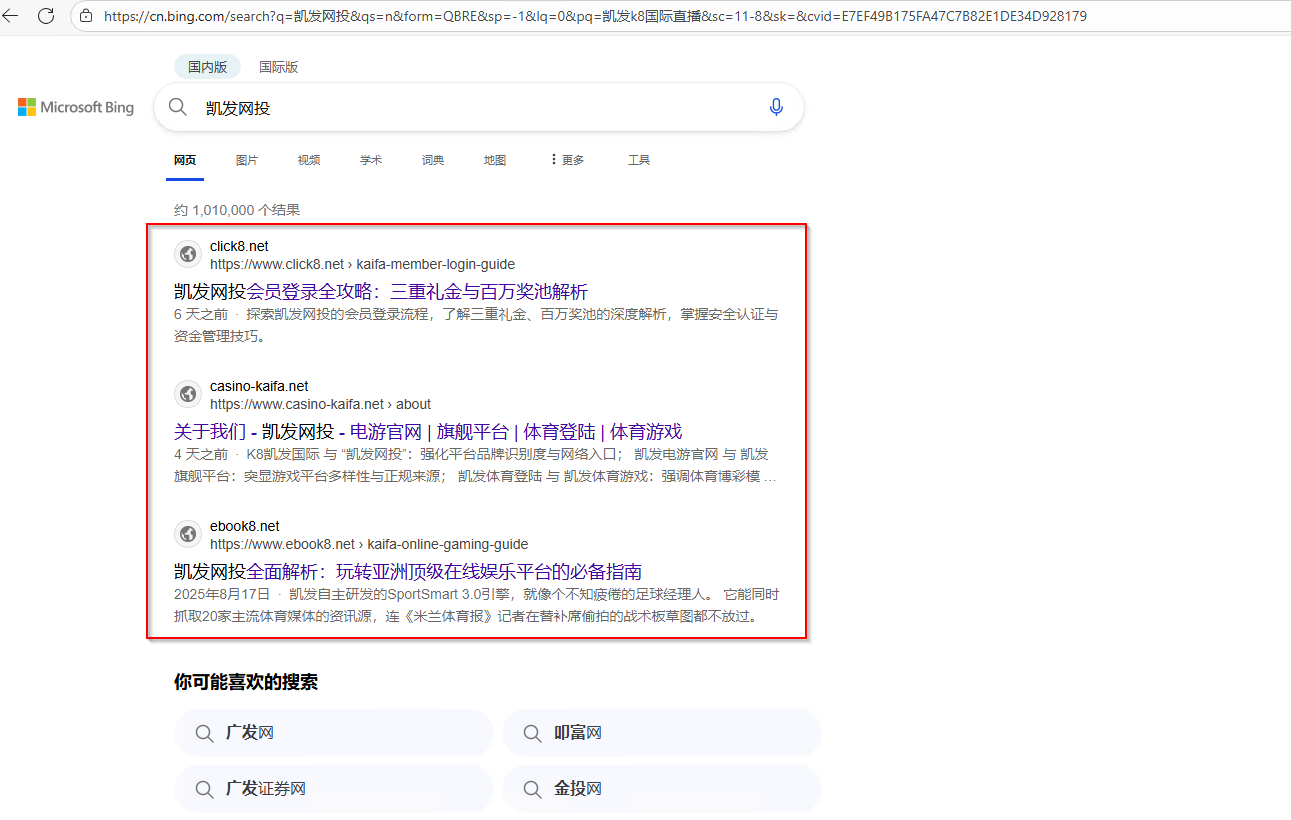 https://cn.bing.com/search?q=凯发网投&qs=n&form=QBRE&sp=-1&lq=0&pq=凯发k8国际直播&sc=11-8&sk=&cvid=E7EF49B175FA47C7B82E1DE34D928179
国内版 国际版
Microsoft Bing 凯发网投
网页 图片 视频 学术 词典 地图 更多 工具
约 1,010,000 个结果
click8.net
https://www.click8.net › kaifa-member-login-guide
凯发网投会员登录全攻略：三重礼金与百万奖池解析
6 天之前 · 探索凯发网投的会员登录流程，了解三重礼金、百万奖池的深度解析，掌握安全认证与
资金管理技巧。
casino-kaifa.net
https://www.casino-kaifa.net › about
关于我们 - 凯发网投 - 电游官网 | 旗舰平台 | 体育登陆 | 体育游戏
4 天之前 · K8凯发国际 与 “凯发网投”：强化平台品牌识别度与网络入口； 凯发电游官网 与 凯发
旗舰平台：突显游戏平台多样性与正规来源； 凯发体育登陆 与 凯发体育游戏：强调体育博彩模 ...
ebook8.net
https://www.ebook8.net › kaifa-online-gaming-guide
凯发网投全面解析：玩转亚洲顶级在线娱乐平台的必备指南
2025年8月17日 · 凯发自主研发的SportSmart 3.0引擎，就像个不知疲倦的足球经理人。 它能同时
抓取20家主流体育媒体的资讯源，连《米兰体育报》记者在替补席偷拍的战术板草图都不放过。
你可能喜欢的搜索
广发网 叩富网
广发证券网 金投网